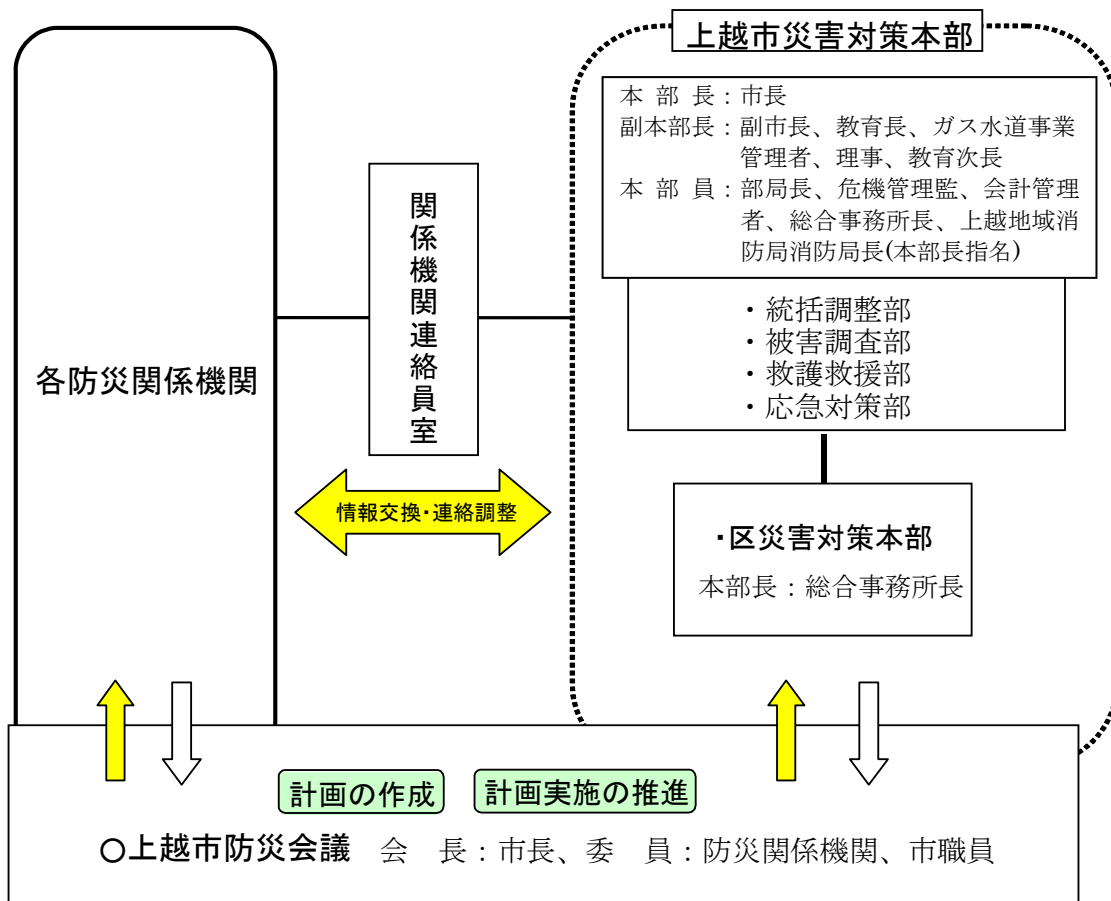 上越市災害対策本部
本 部 長：市長
副本部長：副市長、教育長、ガス水道事業
管理者、理事、教育次長
本 部 員：部局長、危機管理監、会計管理
者、総合事務所長、上越地域消
防局消防局長(本部長指名)
・統括調整部
・被害調査部
・救護救援部
・応急対策部
関係機関連絡員室
各防災関係機関
情報交換・連絡調整
・区災害対策本部
本部長：総合事務所長
計画の作成
計画実施の推進
○上越市防災会議 会 長：市長、委 員：防災関係機関、市職員